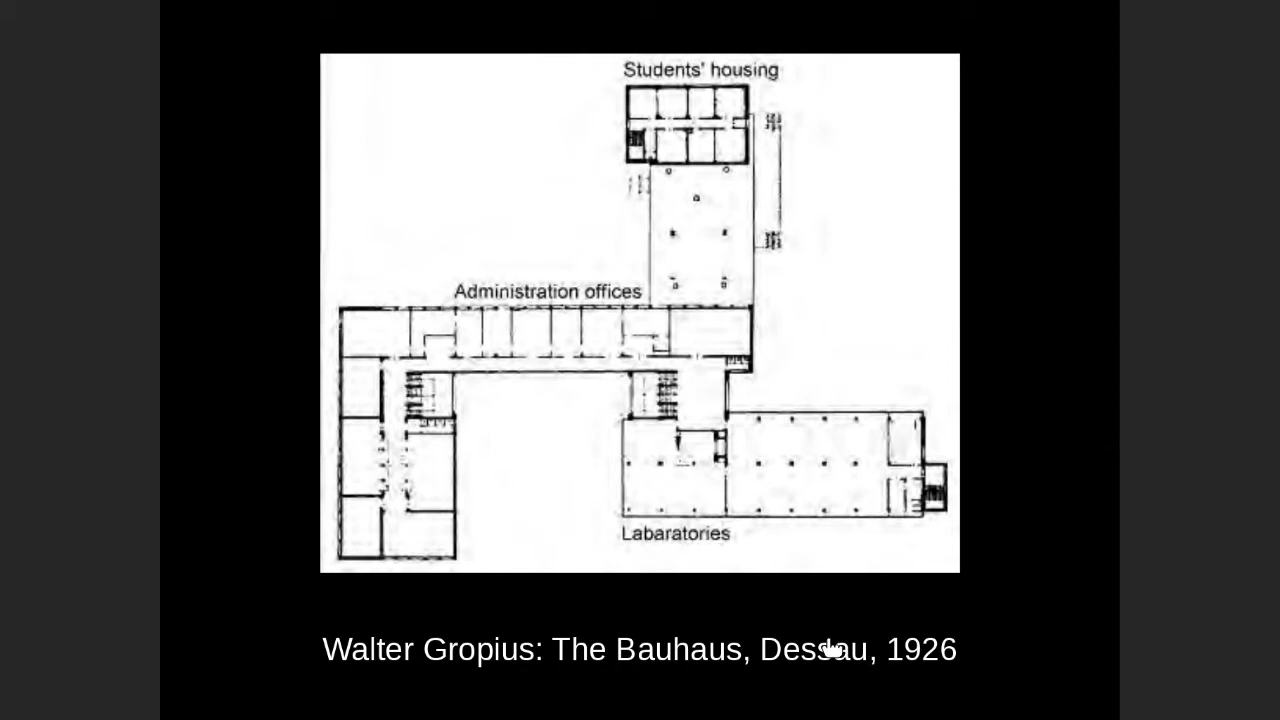 Students' housing
Administration offices
Labaratories
Walter Gropius: The Bauhaus, Dessau, 1926